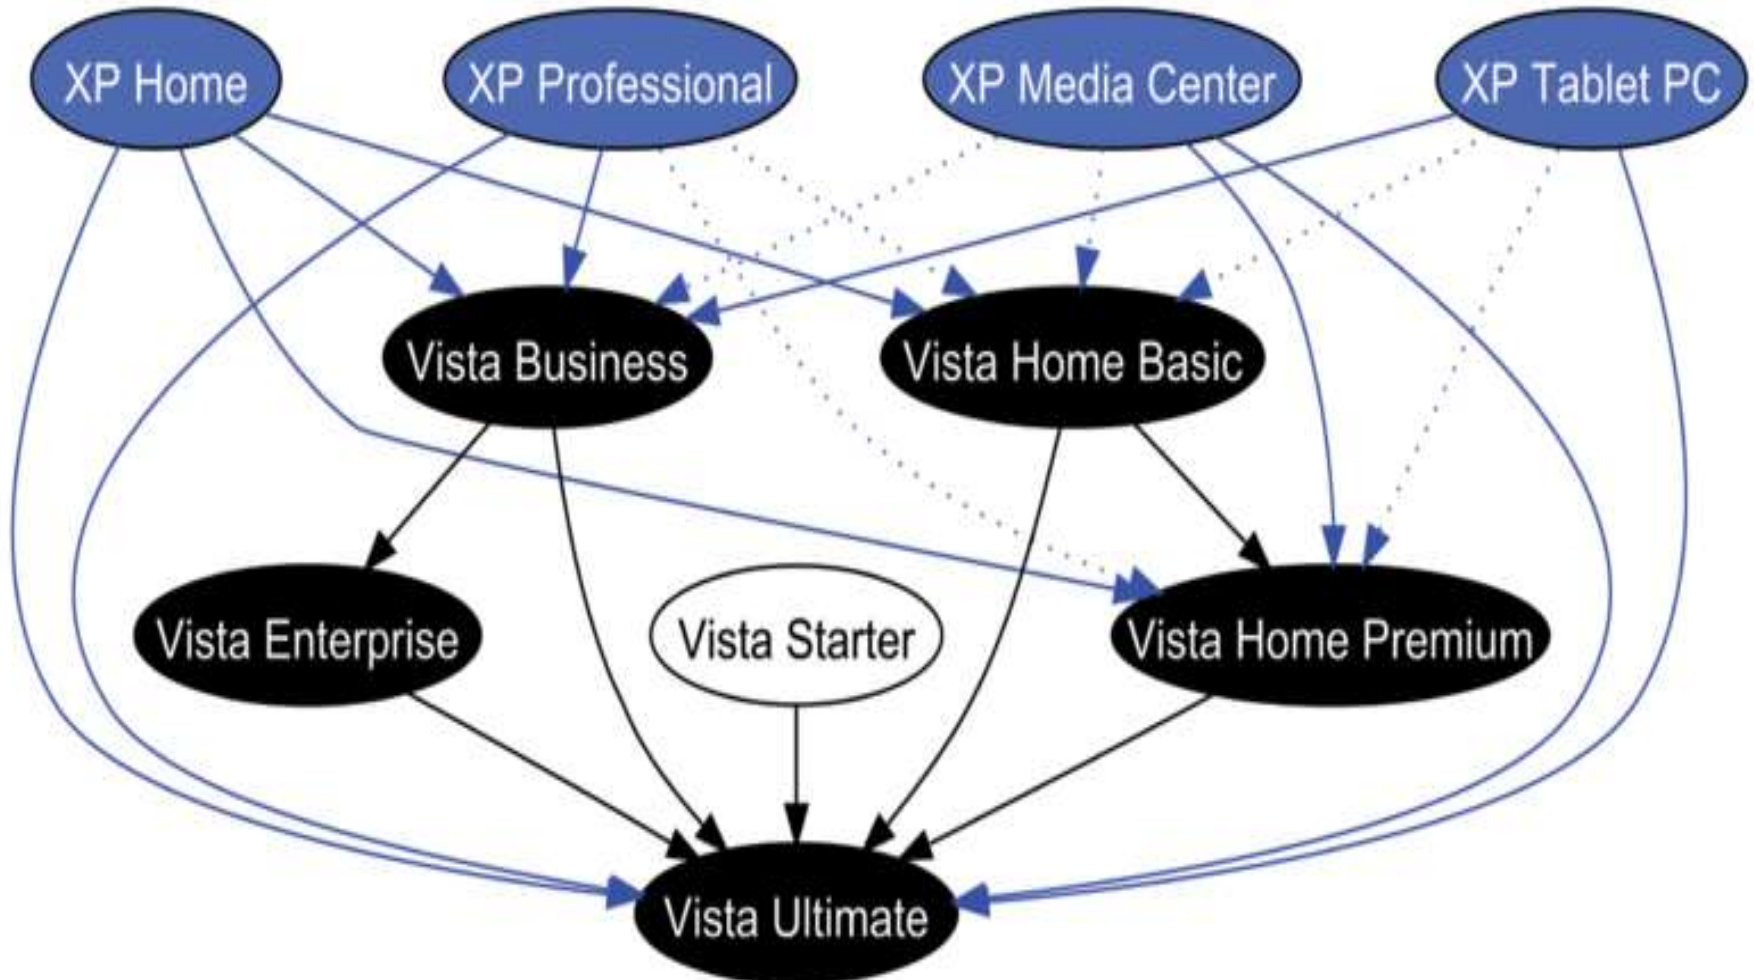 XP Home
XP Professional
XP Media Center
XP Tablet PC
Vista Business
Vista Home Basic
Vista Enterprise
Vista Starter
Vista Home Premium
Vista Ultimate